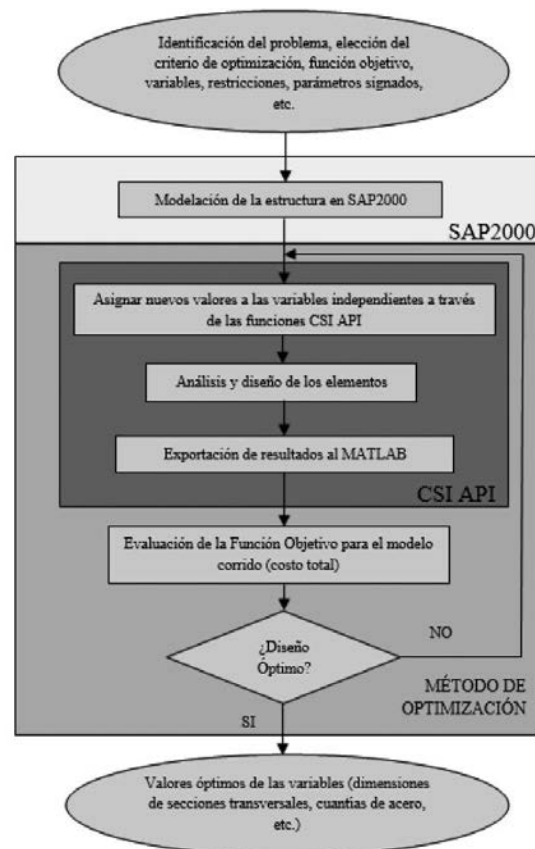 Identificación del problema, elección del
criterio de optimización, función objetivo,
variables, restricciones, parámetros signados,
etc.
Modelación de la estructura en SAP2000
SAP2000
Asignar nuevos valores a las variables independientes a través
de las funciones CSI API
Análisis y diseño de los elementos
Exportación de resultados al MATLAB
CSI API
Evaluación de la Función Objetivo para el modelo
corrido (costo total)
¿Diseño
Óptimo?
NO
MÉTODO DE
OPTIMIZACIÓN
SI
Valores óptimos de las variables (dimensiones
de secciones transversales, cuantías de acero,
etc.)